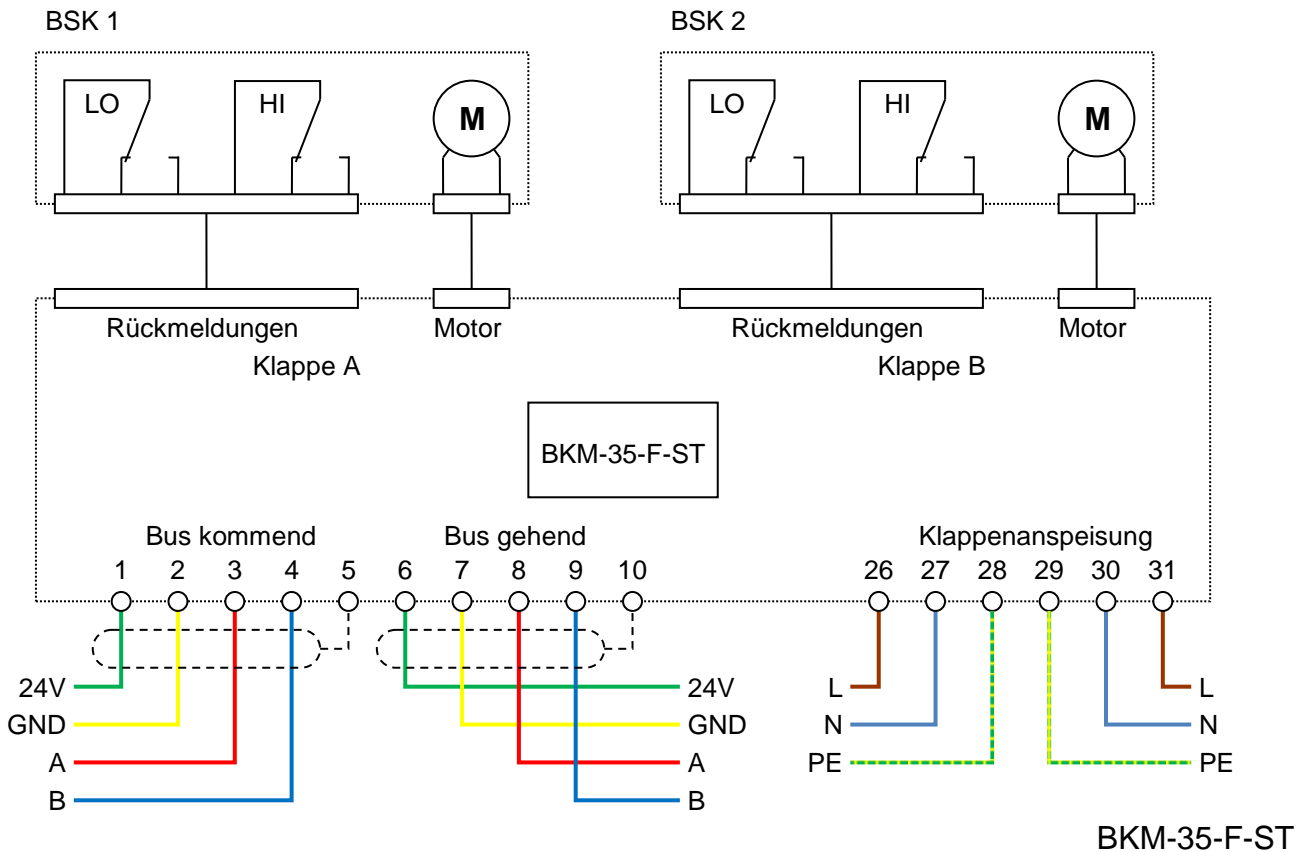 BSK 1 BSK 2
LO HI M LO HI M
Rückmeldungen Motor Rückmeldungen Motor
Klappe A Klappe B
BKM-35-F-ST
Bus kommend Bus gehend Klappenanspeisung
1 2 3 4 5 6 7 8 9 10 26 27 28 29 30 31
24V 24V L L
GND GND N N
A A PE PE
B B
BKM-35-F-ST